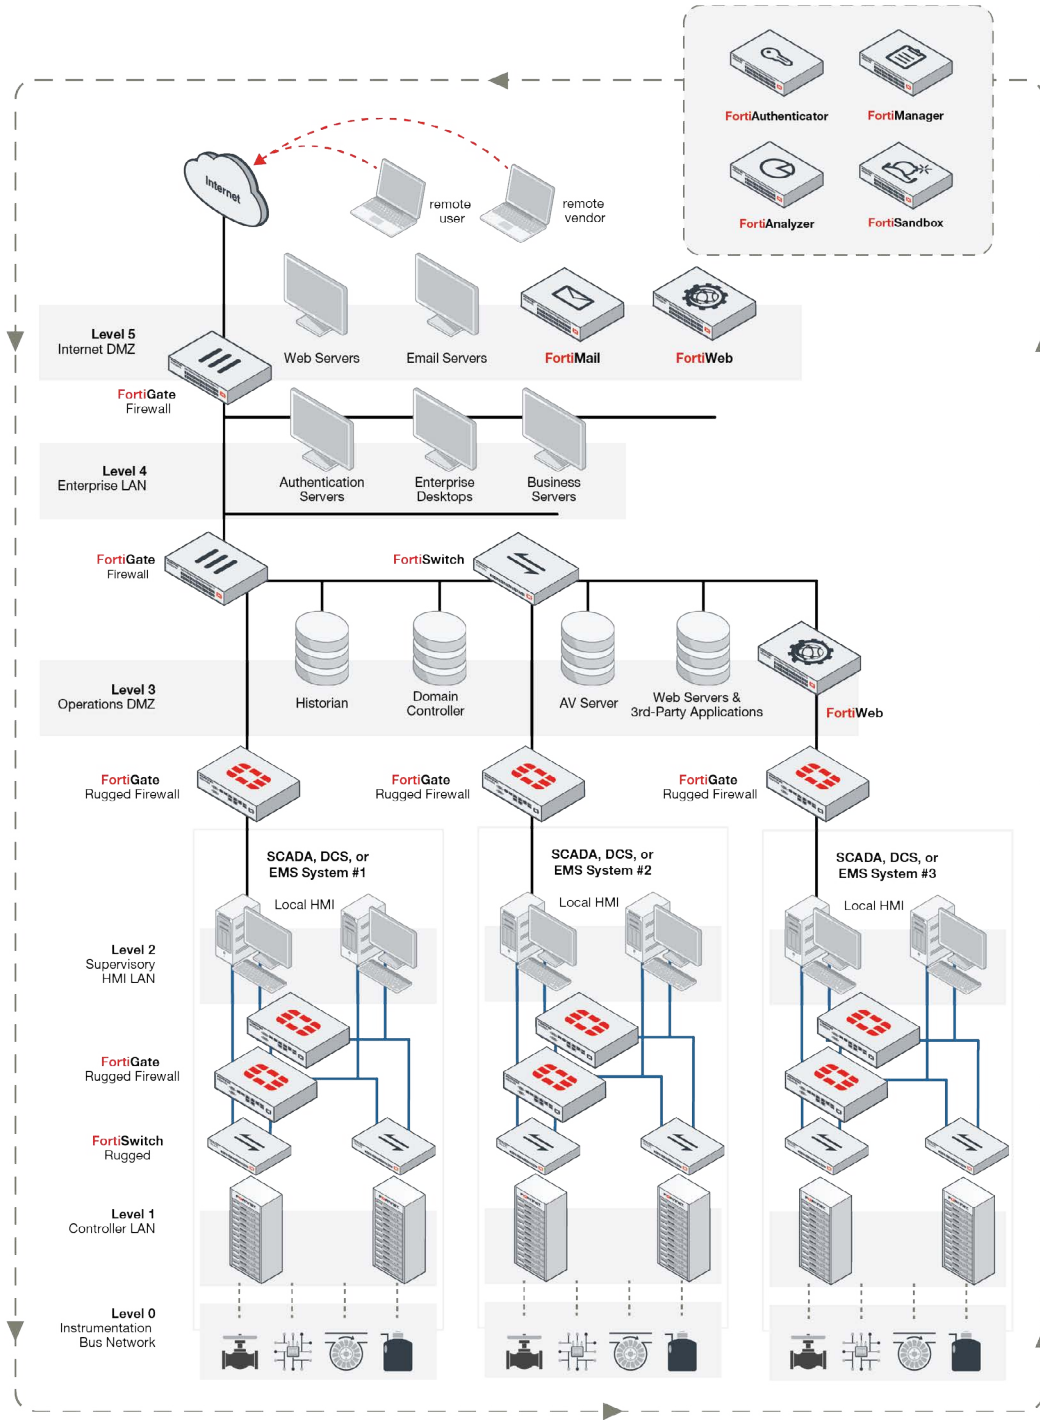 FortiAuthenticator
FortiManager
FortiAnalyzer
FortiSandbox
Internet
remote
user
remote
vendor
Level 5
Internet DMZ
Web Servers
Email Servers
FortiMail
FortiWeb
FortiGate
Firewall
Level 4
Enterprise LAN
Authentication
Servers
Enterprise
Desktops
Business
Servers
FortiGate
Firewall
FortiSwitch
Level 3
Operations DMZ
Historian
Domain
Controller
AV Server
Web Servers &
3rd-Party Applications
FortiWeb
FortiGate
Rugged Firewall
FortiGate
Rugged Firewall
FortiGate
Rugged Firewall
SCADA, DCS, or
EMS System #1
Local HMI
SCADA, DCS, or
EMS System #2
Local HMI
SCADA, DCS, or
EMS System #3
Local HMI
Level 2
Supervisory
HMI LAN
FortiGate
Rugged Firewall
FortiSwitch
Rugged
Level 1
Controller LAN
Level 0
Instrumentation
Bus Network